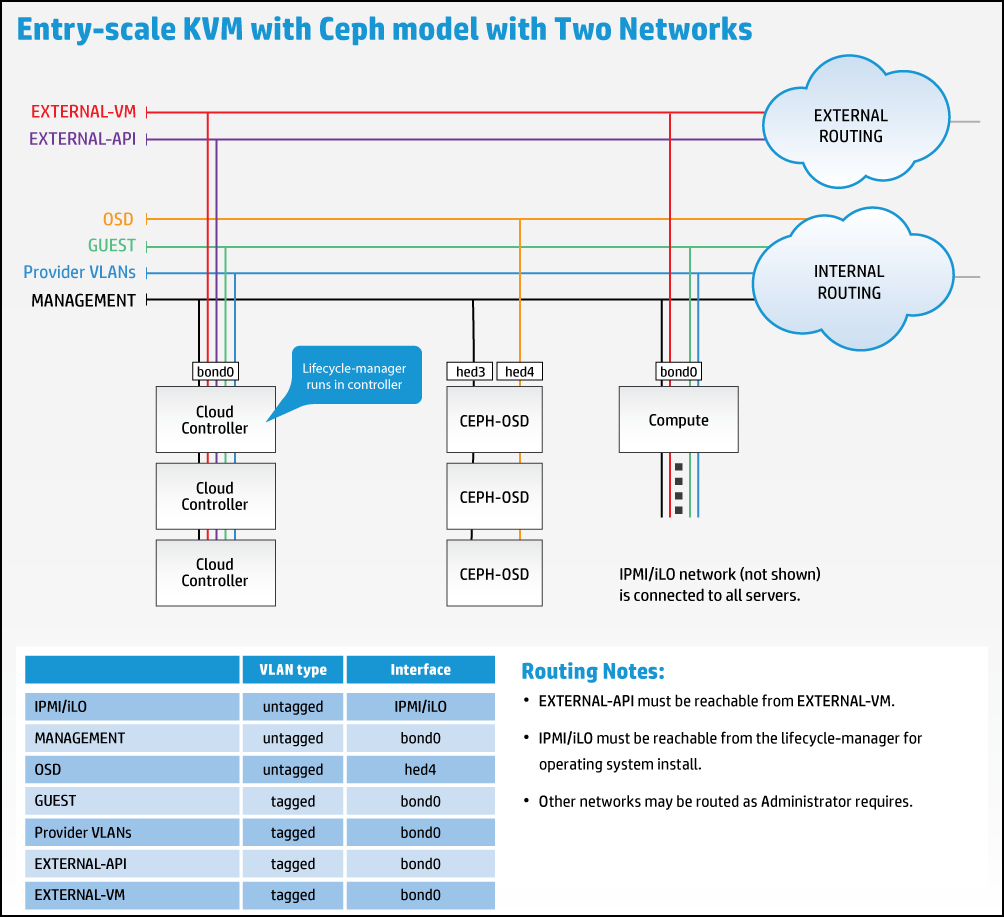 Entry-scale KVM with Ceph model with Two Networks
EXTERNAL-VM
EXTERNAL-API
EXTERNAL
ROUTING
OSD
GUEST
Provider VLANs
MANAGEMENT
INTERNAL
ROUTING
bond0
Lifecycle-manager
runs in controller
hed3
hed4
bond0
Cloud
Controller
CEPH-OSD
Compute
Cloud
Controller
CEPH-OSD
Cloud
Controller
CEPH-OSD
IPMI/iLO network (not shown)
is connected to all servers.
VLAN type Interface
IPMI/iLO untagged IPMI/iLO
MANAGEMENT untagged bond0
OSD untagged hed4
GUEST tagged bond0
Provider VLANs tagged bond0
EXTERNAL-API tagged bond0
EXTERNAL-VM tagged bond0
Routing Notes:
• EXTERNAL-API must be reachable from EXTERNAL-VM.
• IPMI/iLO must be reachable from the lifecycle-manager for
operating system install.
• Other networks may be routed as Administrator requires.